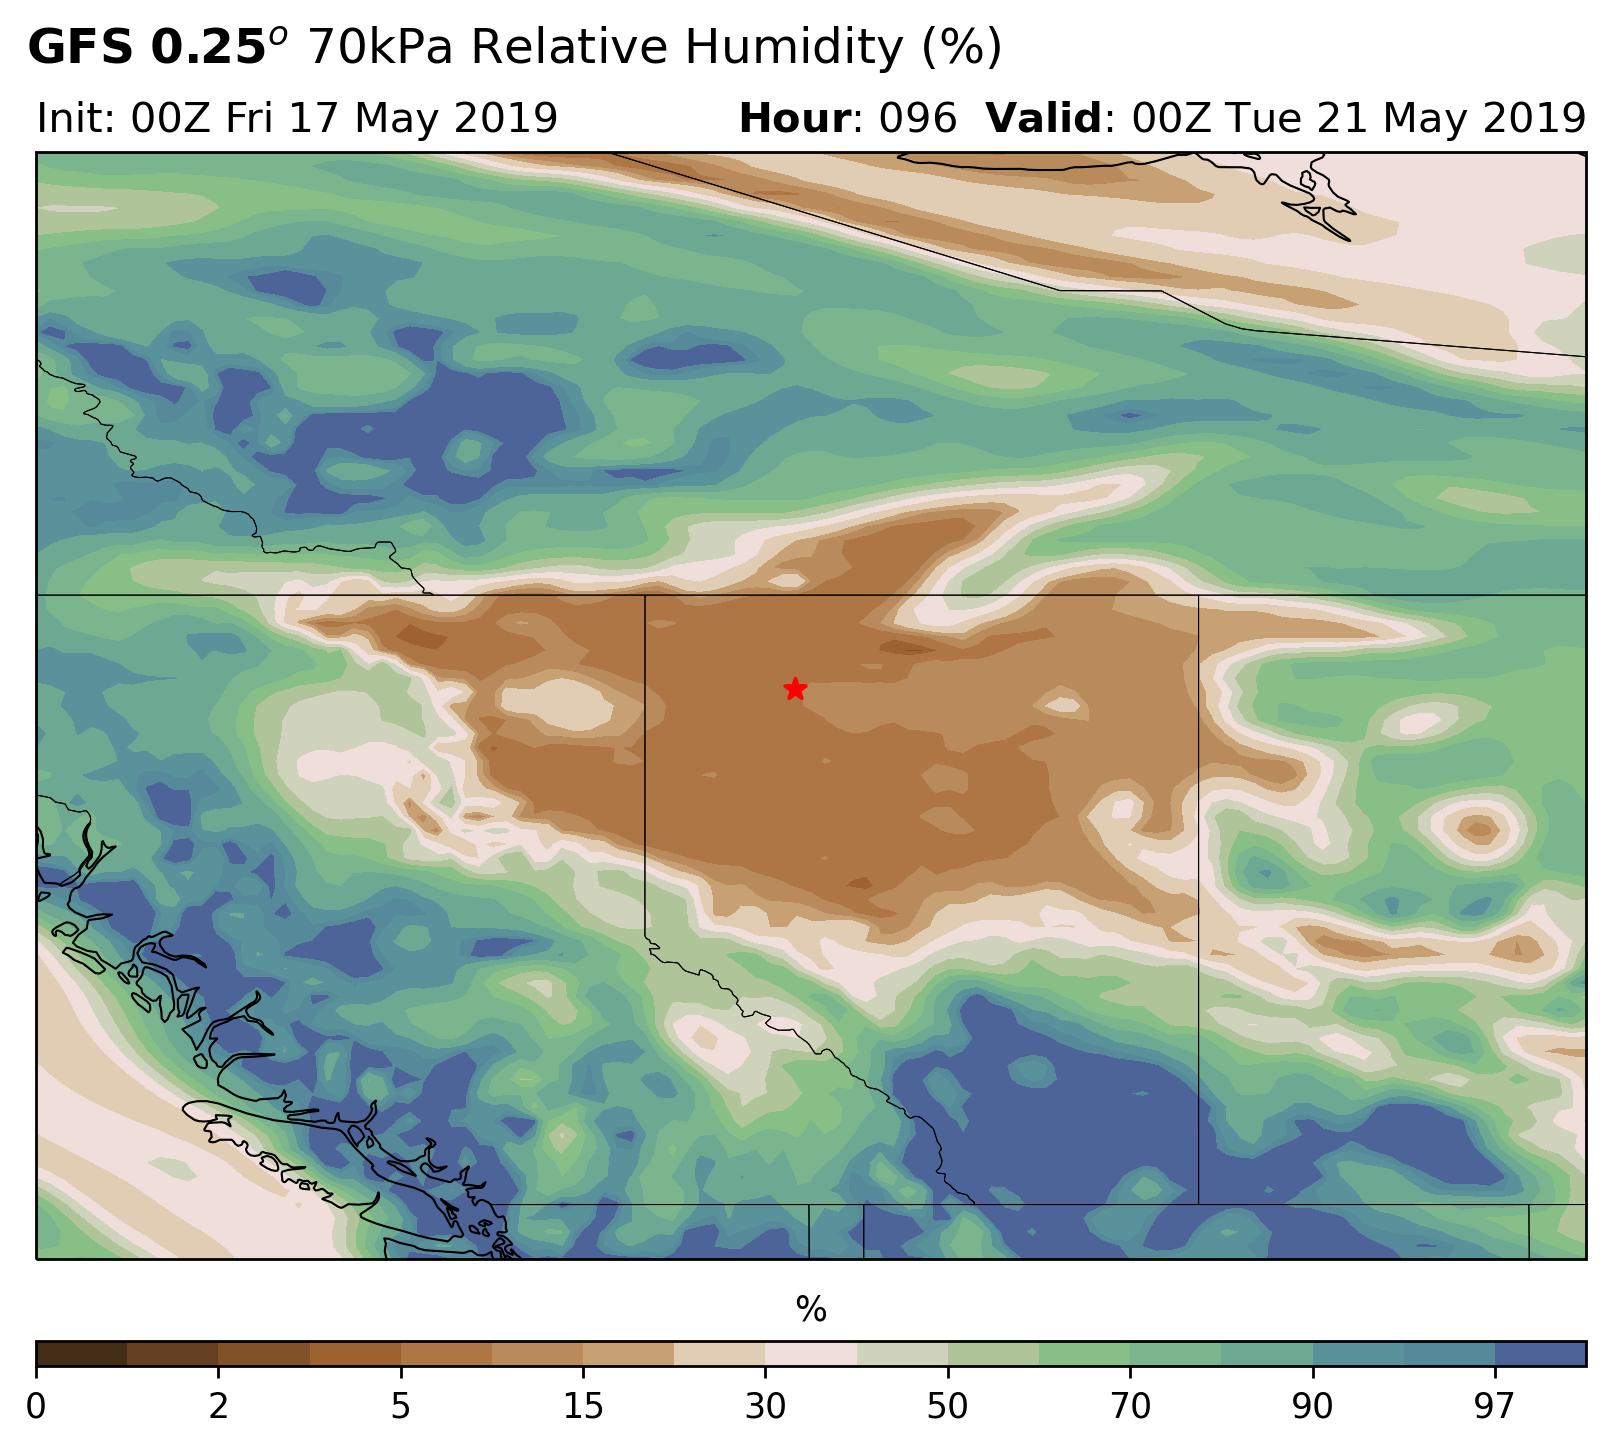 GFS 0.25° 70kPa Relative Humidity (%)
Init: 00Z Fri 17 May 2019 Hour: 096 Valid: 00Z Tue 21 May 2019
%
0 2 5 15 30 50 70 90 97